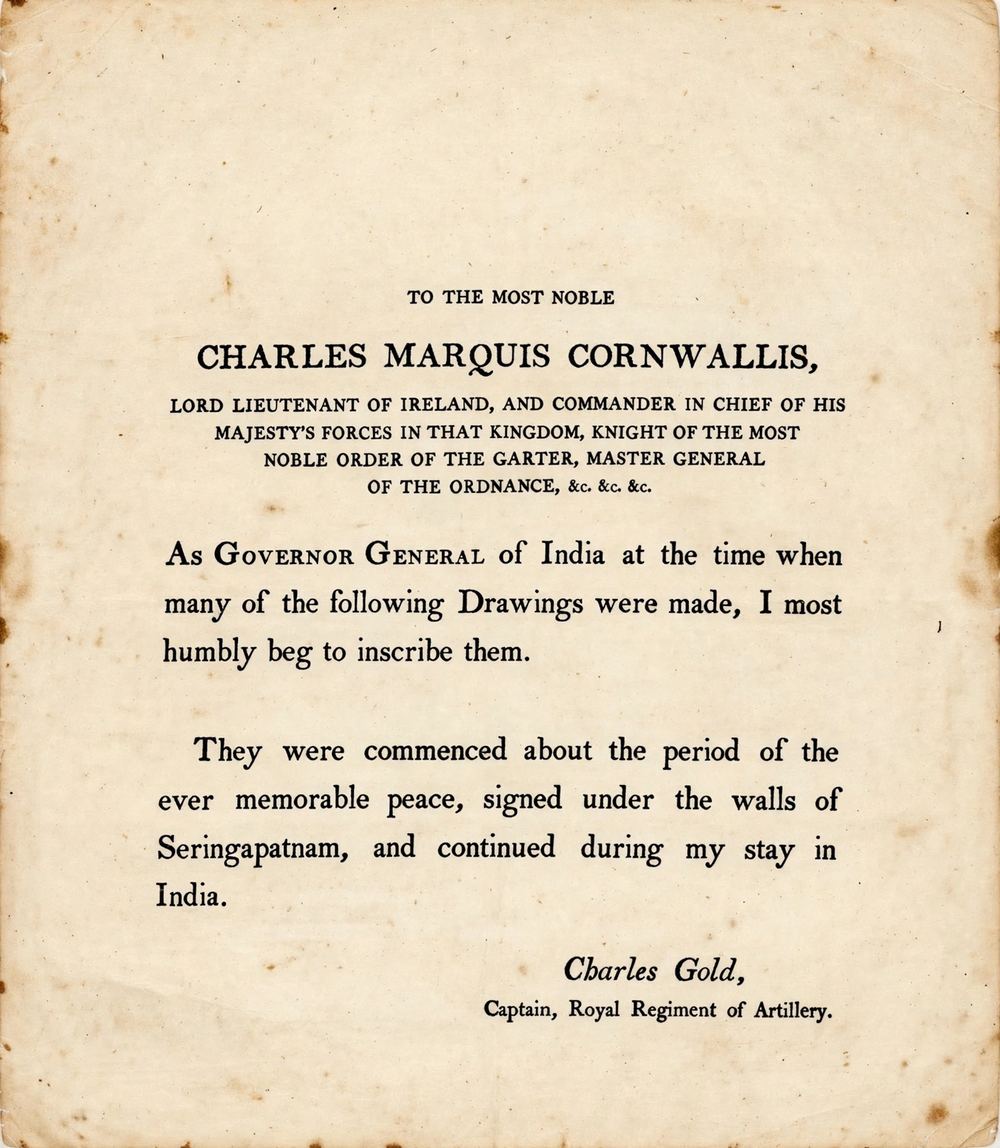 TO THE MOST NOBLE
CHARLES MARQUIS CORNWALLIS,
LORD LIEUTENANT OF IRELAND, AND COMMANDER IN CHIEF OF HIS
MAJESTY'S FORCES IN THAT KINGDOM, KNIGHT OF THE MOST
NOBLE ORDER OF THE GARTER, MASTER GENERAL
OF THE ORDNANCE, &c. &c. &c.
As Governor General of India at the time when
many of the following Drawings were made, I most
humbly beg to inscribe them.
They were commenced about the period of the
ever memorable peace, signed under the walls of
Seringapatnam, and continued during my stay in
India.
Charles Gold,
Captain, Royal Regiment of Artillery.